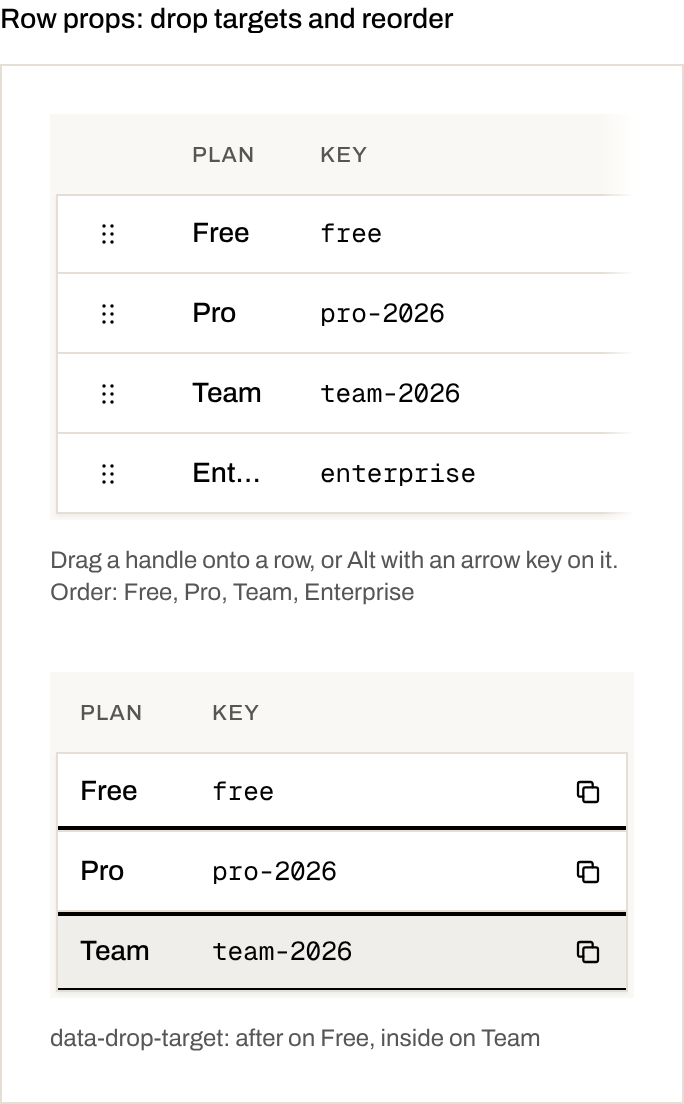 Row props: drop targets and reorder
PLAN KEY
Free free
Pro pro-2026
Team team-2026
Ent... enterprise
Drag a handle onto a row, or Alt with an arrow key on it.
Order: Free, Pro, Team, Enterprise
PLAN KEY
Free free
Pro pro-2026
Team team-2026
data-drop-target: after on Free, inside on Team